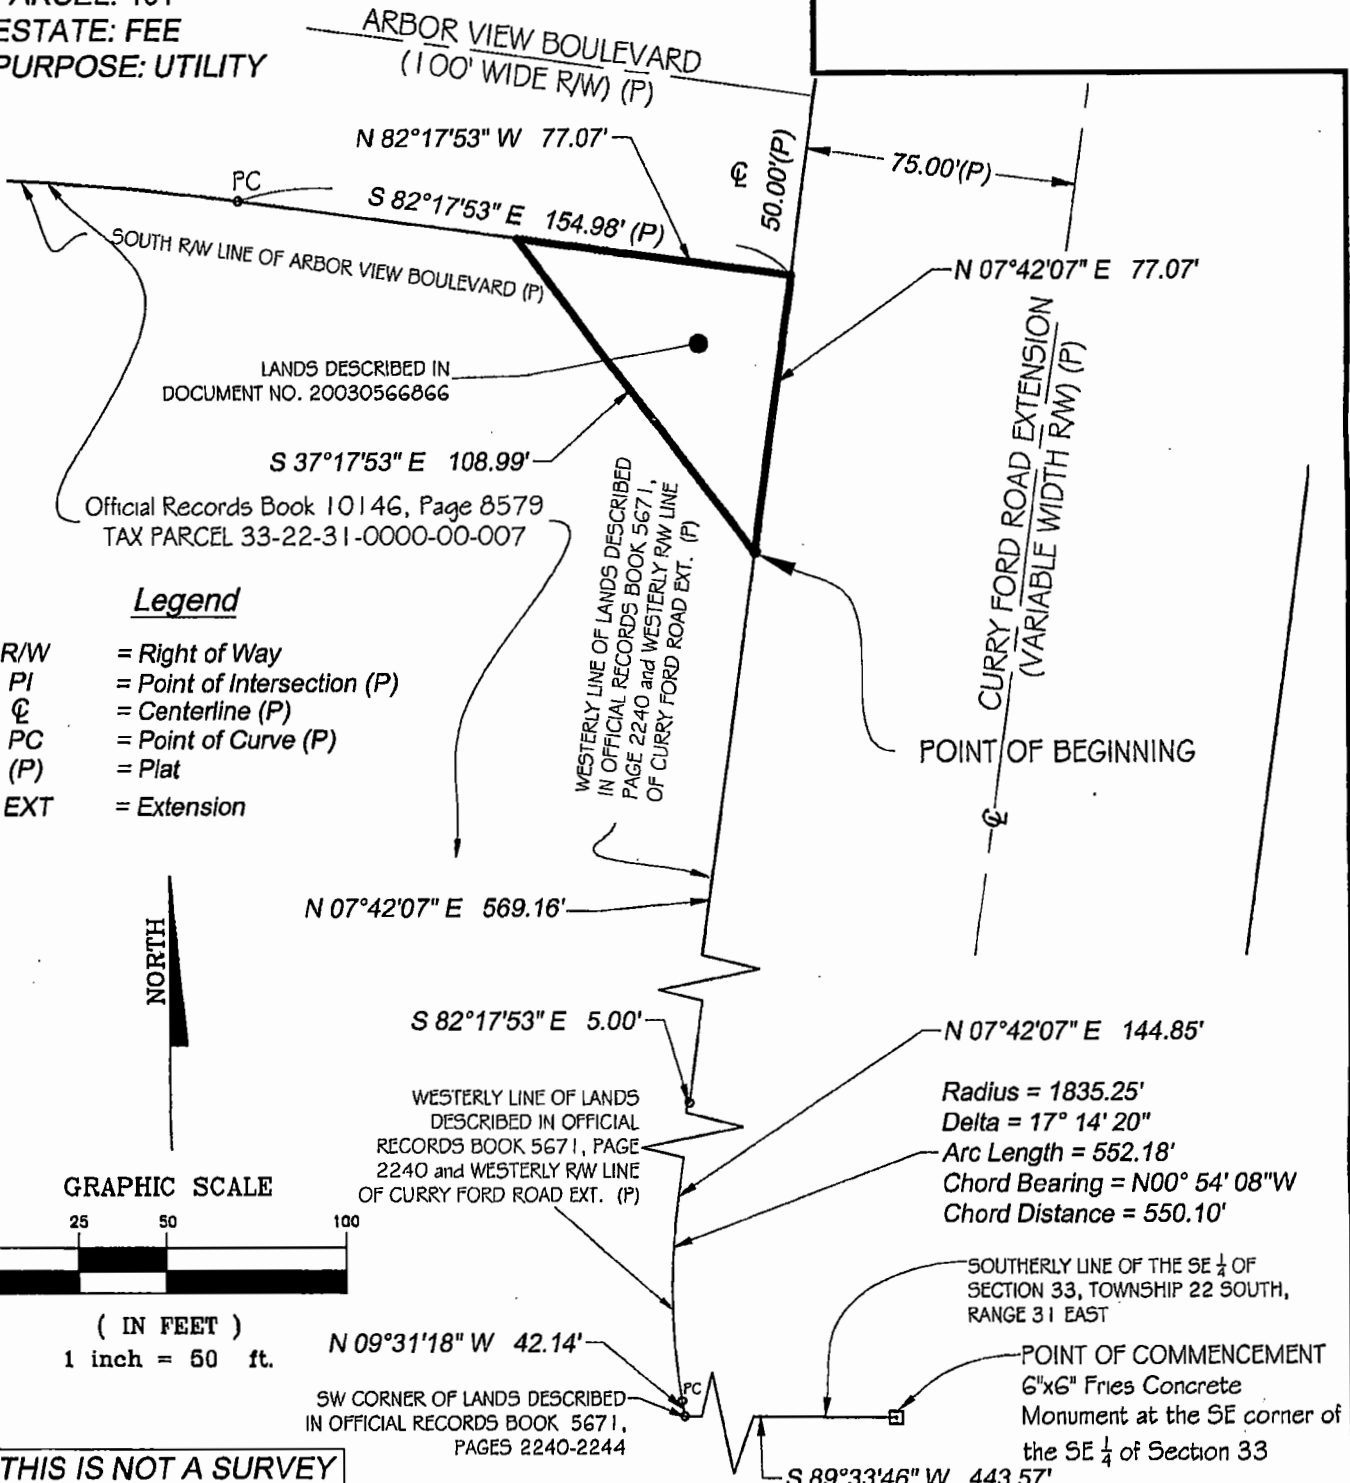 ESTATE: FEE
PURPOSE: UTILITY
ARBOR VIEW BOULEVARD
(100' WIDE R/W) (P)
N 82°17'53" W 77.07'
℄
50.00'(P)
75.00'(P)
PC
S 82°17'53" E 154.98' (P)
SOUTH R/W LINE OF ARBOR VIEW BOULEVARD (P)
N 07°42'07" E 77.07'
LANDS DESCRIBED IN
DOCUMENT NO. 20030566866
S 37°17'53" E 108.99'
Official Records Book 10146, Page 8579
TAX PARCEL 33-22-31-0000-00-007
WESTERLY LINE OF LANDS DESCRIBED
IN OFFICIAL RECORDS BOOK 5671,
PAGE 2240 and WESTERLY R/W LINE
OF CURRY FORD ROAD EXT. (P)
CURRY FORD ROAD EXTENSION
(VARIABLE WIDTH R/W) (P)
℄
POINT OF BEGINNING
Legend
R/W = Right of Way
PI = Point of Intersection (P)
℄ = Centerline (P)
PC = Point of Curve (P)
(P) = Plat
EXT = Extension
NORTH
N 07°42'07" E 569.16'
S 82°17'53" E 5.00'
N 07°42'07" E 144.85'
WESTERLY LINE OF LANDS
DESCRIBED IN OFFICIAL
RECORDS BOOK 5671, PAGE
2240 and WESTERLY R/W LINE
OF CURRY FORD ROAD EXT. (P)
Radius = 1835.25'
Delta = 17° 14' 20"
Arc Length = 552.18'
Chord Bearing = N00° 54' 08"W
Chord Distance = 550.10'
GRAPHIC SCALE
25 50 100
( IN FEET )
1 inch = 50 ft.
SOUTHERLY LINE OF THE SE ¼ OF
SECTION 33, TOWNSHIP 22 SOUTH,
RANGE 31 EAST
N 09°31'18" W 42.14'
PC
SW CORNER OF LANDS DESCRIBED
IN OFFICIAL RECORDS BOOK 5671,
PAGES 2240-2244
POINT OF COMMENCEMENT
6"x6" Fries Concrete
Monument at the SE corner of
the SE ¼ of Section 33
S 89°33'46" W 443.57'
THIS IS NOT A SURVEY